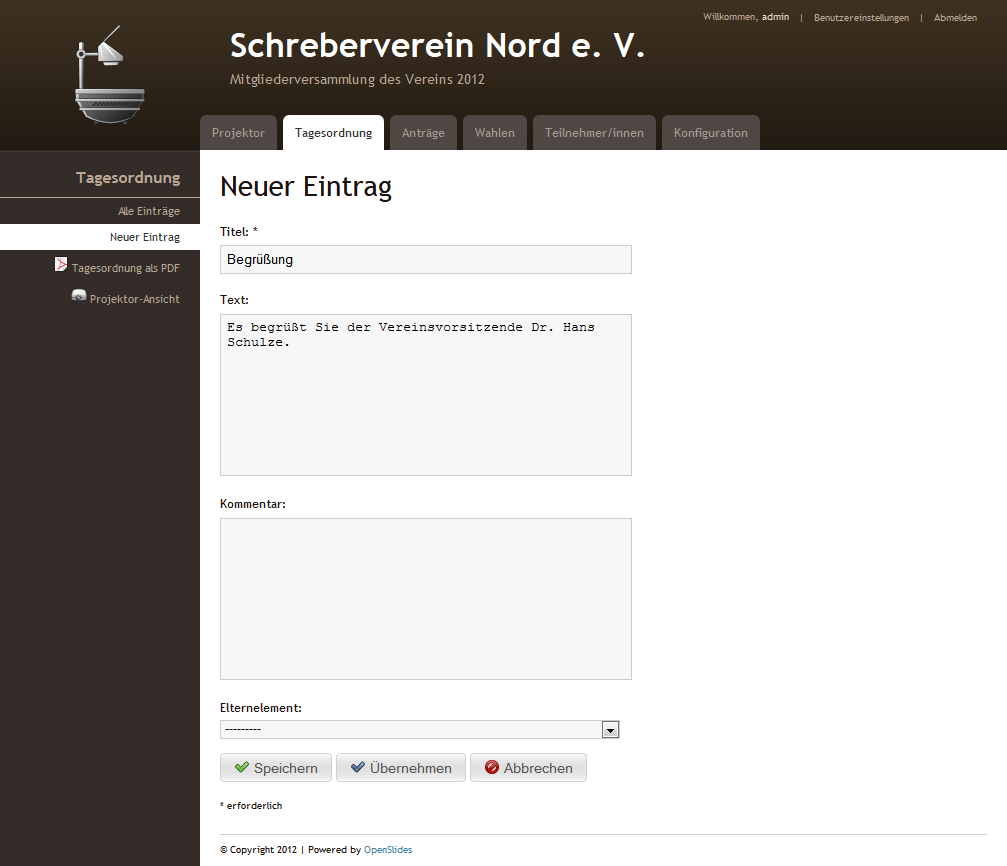 Willkommen, admin | Benutzereinstellungen | Abmelden
Schreberverein Nord e. V.
Mitgliederversammlung des Vereins 2012
Projektor Tagesordnung Anträge Wahlen Teilnehmer/innen Konfiguration
Tagesordnung
Alle Einträge
Neuer Eintrag
Tagesordnung als PDF
Projektor-Ansicht
Neuer Eintrag
Titel: *
Begrüßung
Text:
Es begrüßt Sie der Vereinsvorsitzende Dr. Hans
Schulze.
Kommentar:
Elternelement:
---------
Speichern Übernehmen Abbrechen
* erforderlich
© Copyright 2012 | Powered by OpenSlides